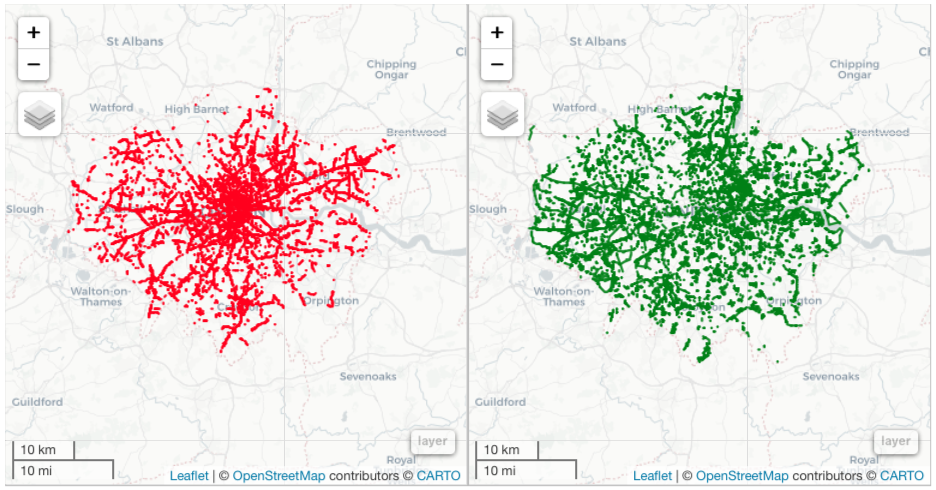 +
−
St Albans
Chipping
Ongar
Watford
High Barnet
Brentwood
Slough
Walton-on-
Thames
Orpington
Sevenoaks
Guildford
10 km
10 mi
layer
Royal
Leaflet | © OpenStreetMap contributors © CARTO
+
−
St Albans
Chipping
Ongar
Watford
High Barnet
Brentwood
Slough
Walton-on-
Thames
Orpington
Sevenoaks
Guildford
10 km
10 mi
layer
Royal
Leaflet | © OpenStreetMap contributors © CARTO